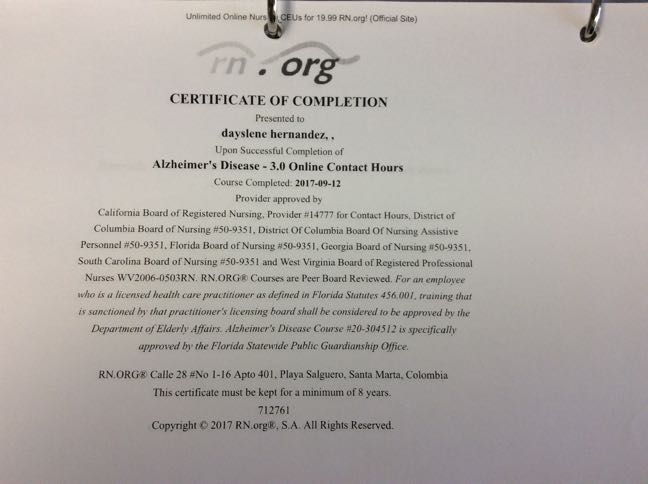 Unlimited Online Nurs CEUs for 19.99 RN.org! (Official Site)
rn.org
CERTIFICATE OF COMPLETION
Presented to
dayslene hernandez, ,
Upon Successful Completion of
Alzheimer's Disease - 3.0 Online Contact Hours
Course Completed: 2017-09-12
Provider approved by
California Board of Registered Nursing, Provider #14777 for Contact Hours, District of
Columbia Board of Nursing #50-9351, District Of Columbia Board Of Nursing Assistive
Personnel #50-9351, Florida Board of Nursing #50-9351, Georgia Board of Nursing #50-9351,
South Carolina Board of Nursing #50-9351 and West Virginia Board of Registered Professional
Nurses WV2006-0503RN. RN.ORG® Courses are Peer Board Reviewed. For an employee
who is a licensed health care practitioner as defined in Florida Statutes 456.001, training that
is sanctioned by that practitioner's licensing board shall be considered to be approved by the
Department of Elderly Affairs. Alzheimer's Disease Course #20-304512 is specifically
approved by the Florida Statewide Public Guardianship Office.
RN.ORG® Calle 28 #No 1-16 Apto 401, Playa Salguero, Santa Marta, Colombia
This certificate must be kept for a minimum of 8 years.
712761
Copyright © 2017 RN.org®, S.A. All Rights Reserved.